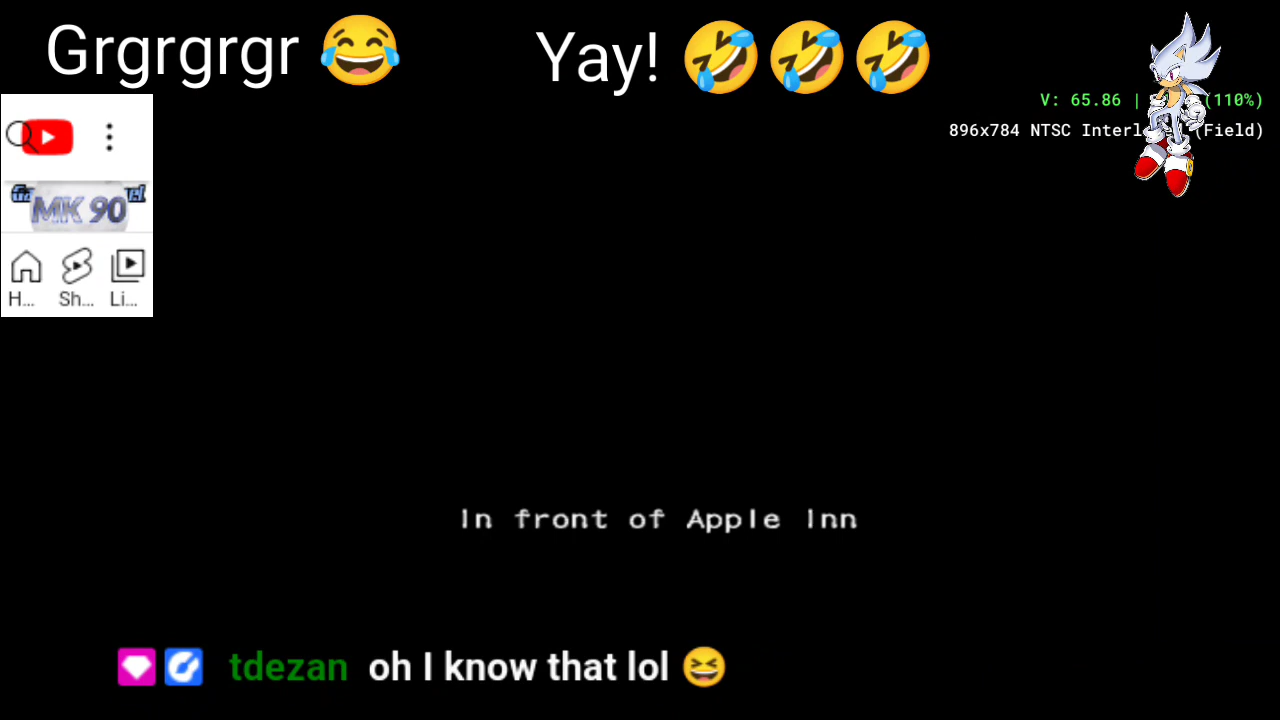 Grgrgrgr 😂
Yay! 🤣🤣🤣
V: 65.86 | (110%)
896x784 NTSC (Field)
MK 90
H... Sh... Li...
In front of Apple Inn
tdezan oh I know that lol 😆